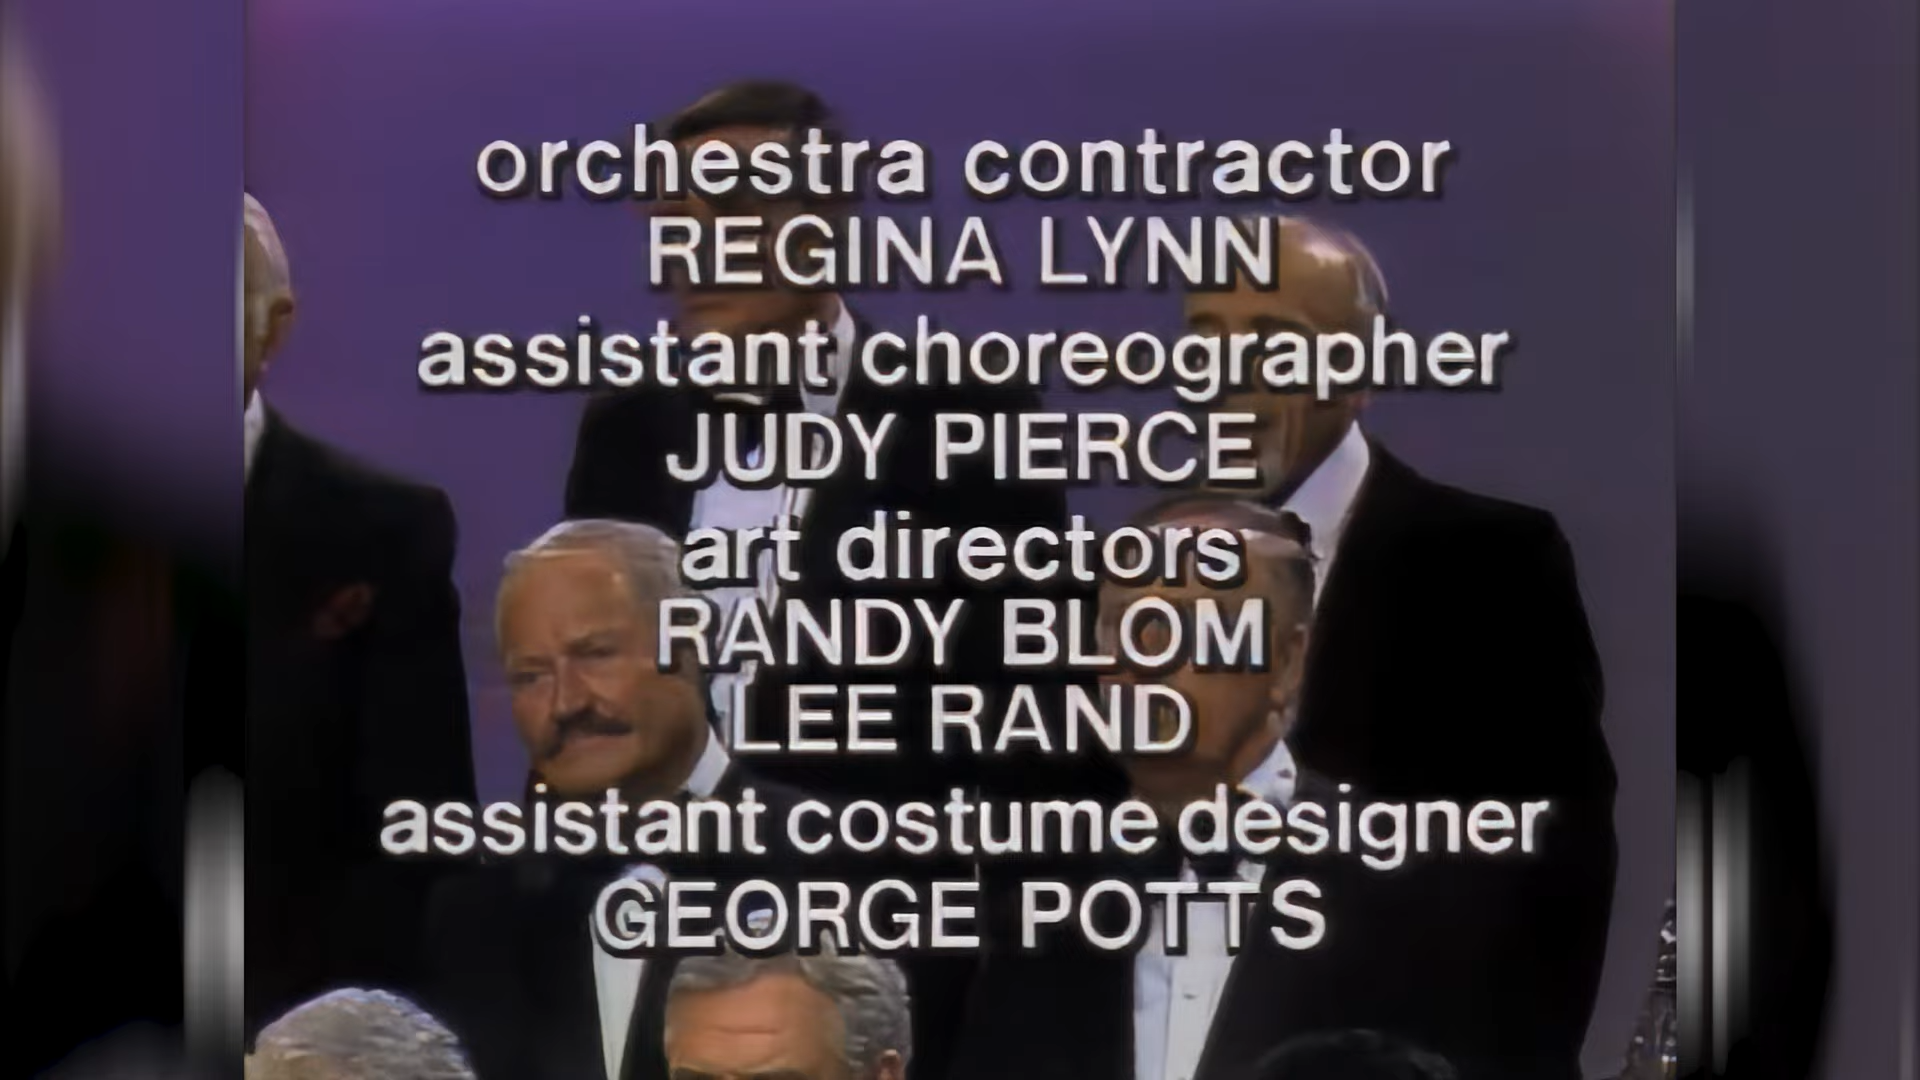 orchestra contractor
REGINA LYNN
assistant choreographer
JUDY PIERCE
art directors
RANDY BLOM
LEE RAND
assistant costume designer
GEORGE POTTS